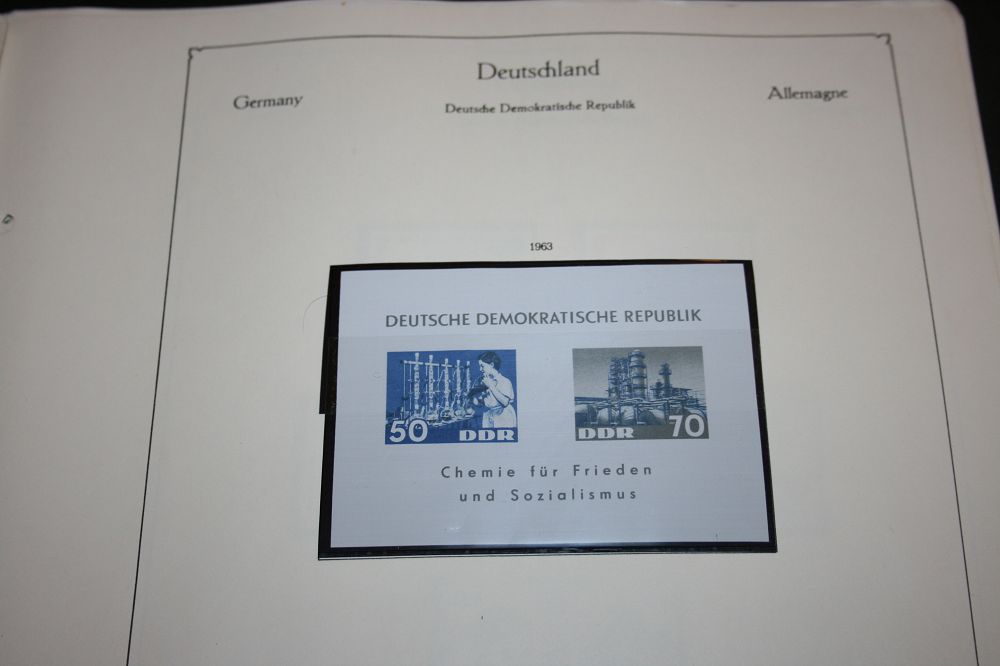 Deutschland
Germany
Deutsche Demokratische Republik
Allemagne
1963
DEUTSCHE DEMOKRATISCHE REPUBLIK
50 DDR
DDR 70
Chemie für Frieden
und Sozialismus